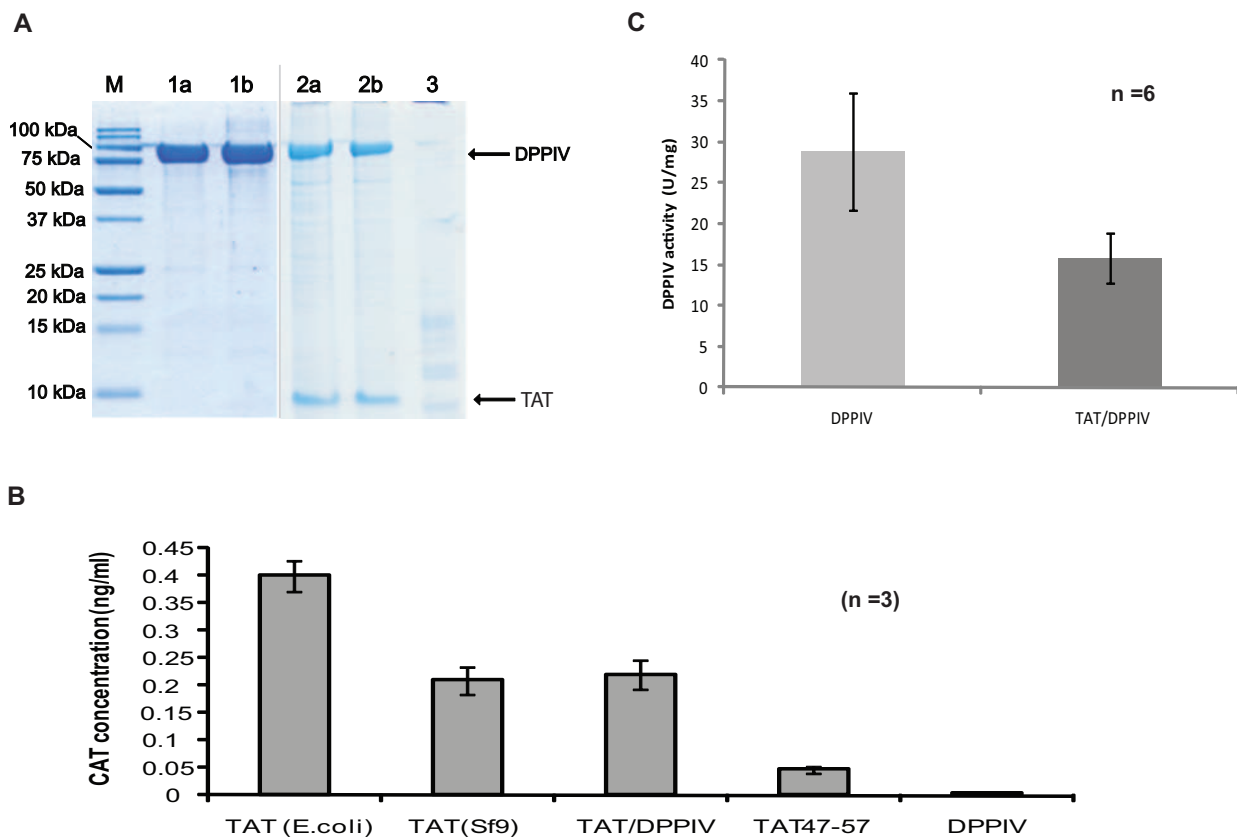 A
M 1a 1b 2a 2b 3
100 kDa
75 kDa
50 kDa
37 kDa
25 kDa
20 kDa
15 kDa
10 kDa
DPPIV
TAT
C
DPPIV activity (U/mg)
40
35
30
25
20
15
10
5
0
n =6
DPPIV TAT/DPPIV
B
CAT concentration(ng/ml)
0.45
0.4
0.35
0.3
0.25
0.2
0.15
0.1
0.05
0
(n =3)
TAT (E.coli) TAT(Sf9) TAT/DPPIV TAT47-57 DPPIV